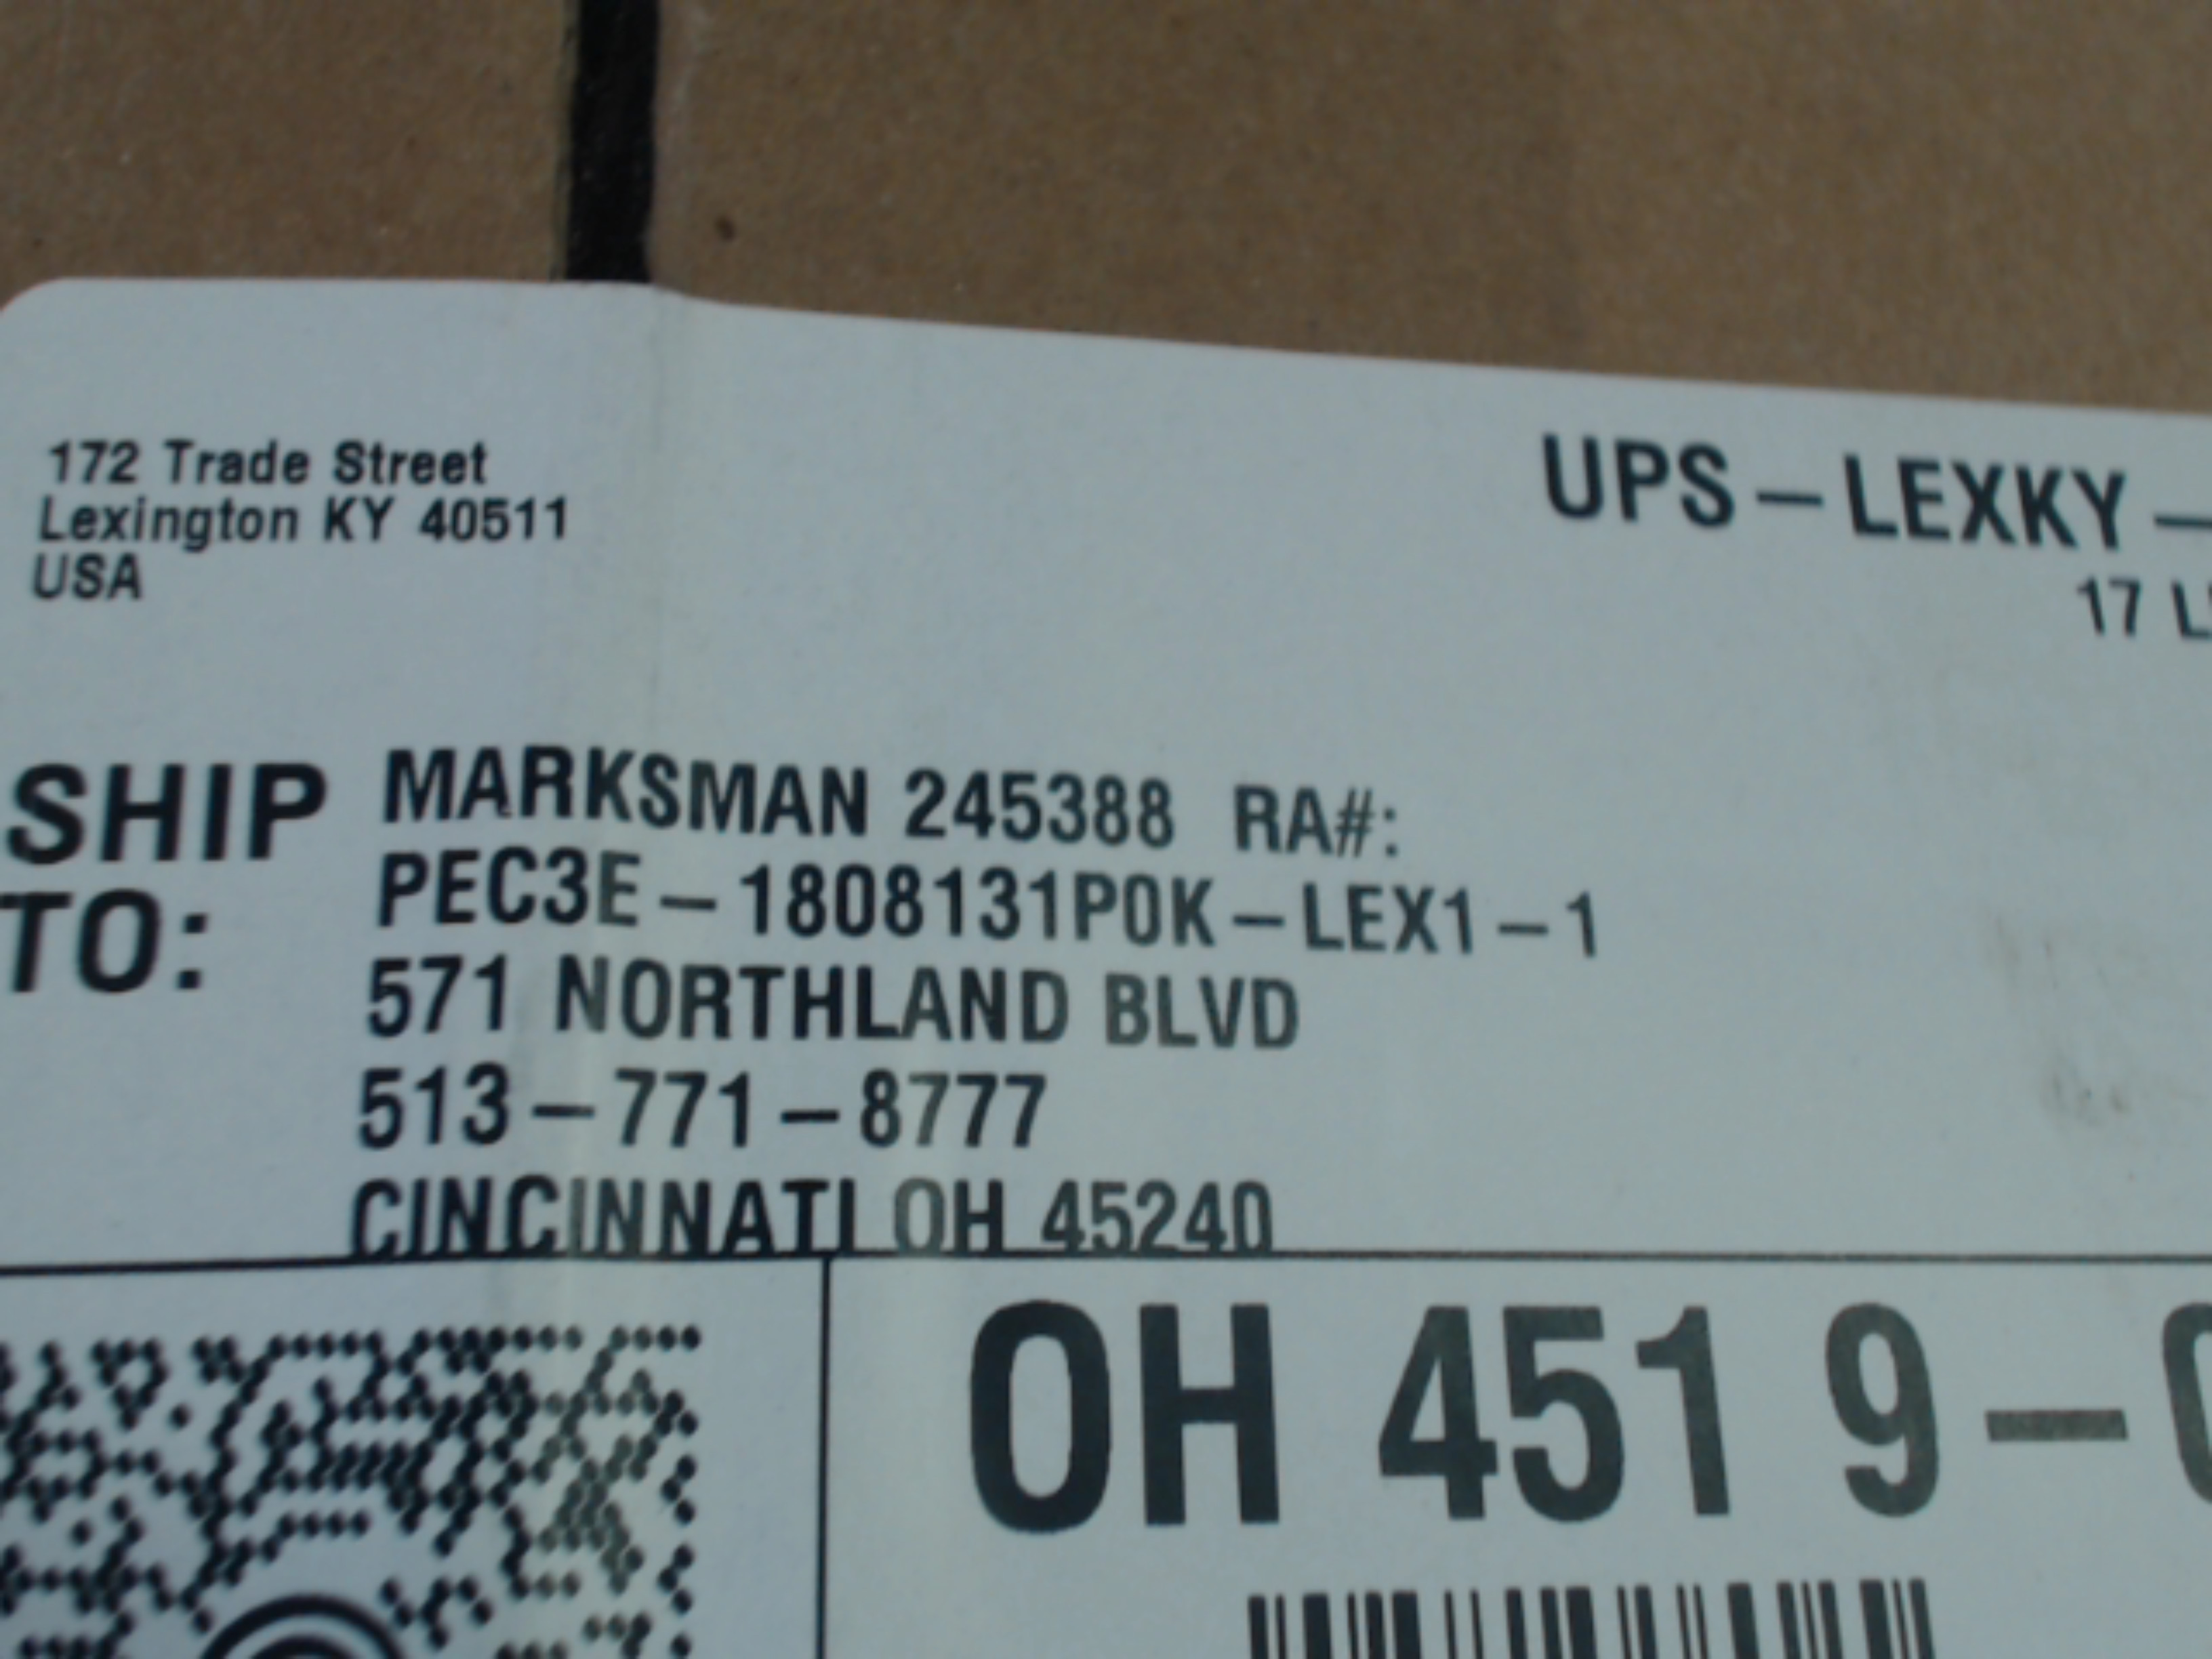 172 Trade Street
Lexington KY 40511
USA
UPS-LEXKY-
17
SHIP TO:
MARKSMAN 245388 RA#:
PEC3E-1808131P0K-LEX1-1
571 NORTHLAND BLVD
513-771-8777
CINCINNATI OH 45240
OH 451 9-